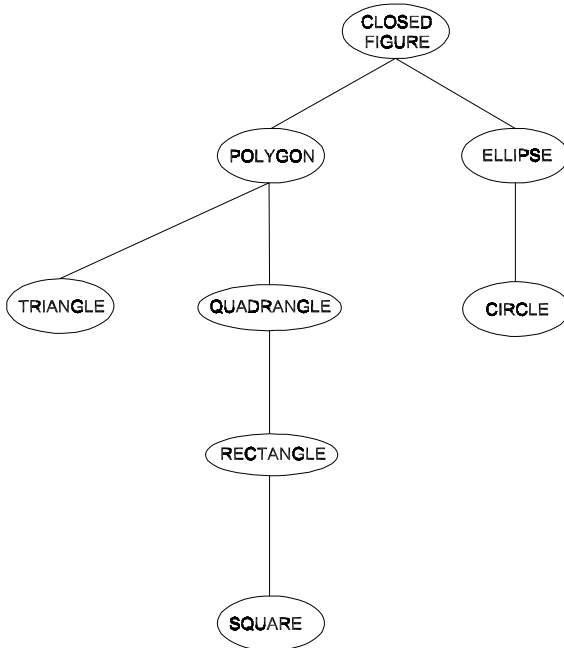 CLOSED
FIGURE
POLYGON
ELLIPSE
TRIANGLE
QUADRANGLE
CIRCLE
RECTANGLE
SQUARE